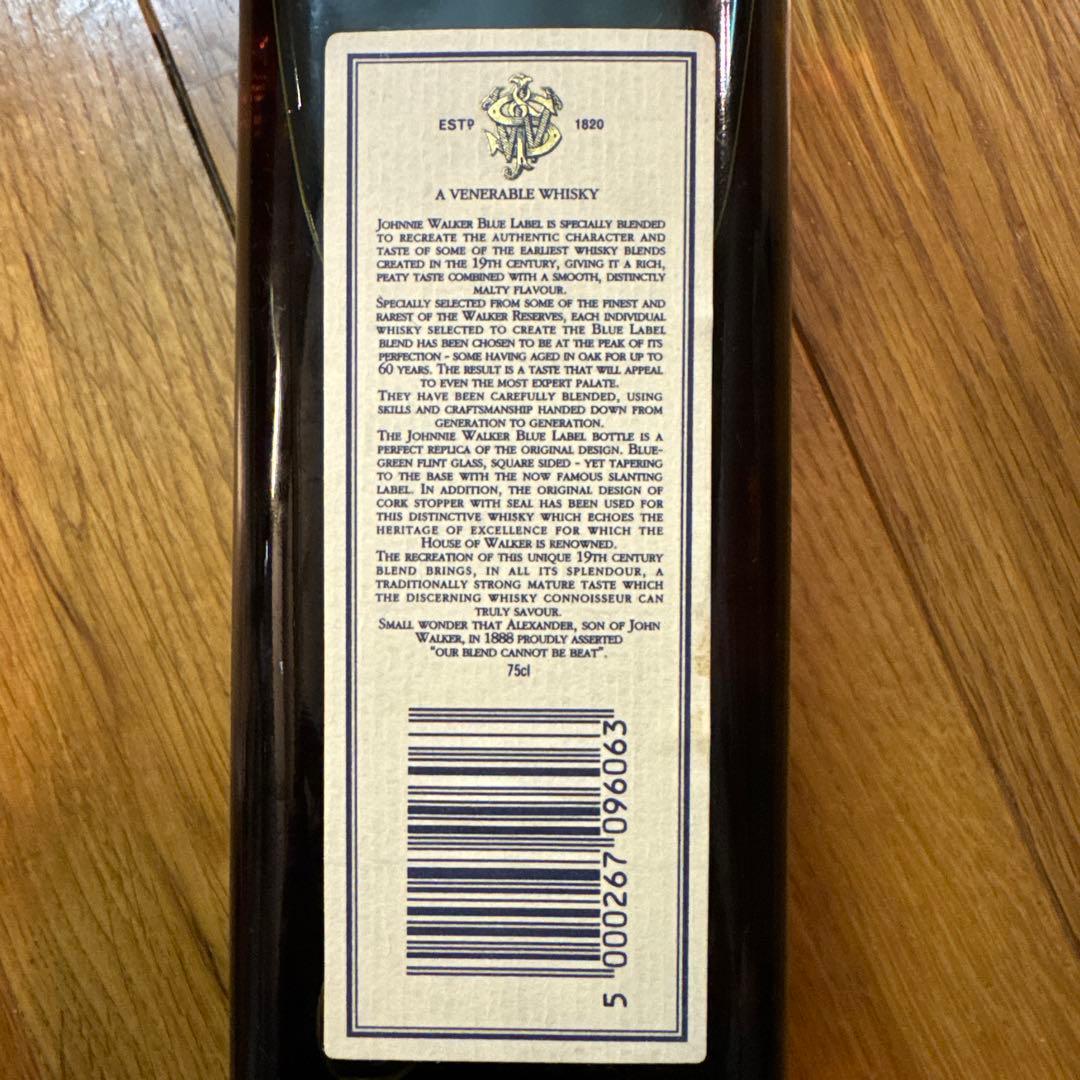 ESTD 1820
A VENERABLE WHISKY
JOHNNIE WALKER BLUE LABEL IS SPECIALLY BLENDED
TO RECREATE THE AUTHENTIC CHARACTER AND
TASTE OF SOME OF THE EARLIEST WHISKY BLENDS
CREATED IN THE 19TH CENTURY, GIVING IT A RICH,
PEATY TASTE COMBINED WITH A SMOOTH, DISTINCTLY
MALTY FLAVOUR.
SPECIALLY SELECTED FROM SOME OF THE FINEST AND
RAREST OF THE WALKER RESERVES, EACH INDIVIDUAL
WHISKY SELECTED TO CREATE THE BLUE LABEL
BLEND HAS BEEN CHOSEN TO BE AT THE PEAK OF ITS
PERFECTION - SOME HAVING AGED IN OAK FOR UP TO
60 YEARS. THE RESULT IS A TASTE THAT WILL APPEAL
TO EVEN THE MOST EXPERT PALATE.
THEY HAVE BEEN CAREFULLY BLENDED, USING
SKILLS AND CRAFTSMANSHIP HANDED DOWN FROM
GENERATION TO GENERATION.
THE JOHNNIE WALKER BLUE LABEL BOTTLE IS A
PERFECT REPLICA OF THE ORIGINAL DESIGN. BLUE-
GREEN FLINT GLASS, SQUARE SIDED - YET TAPERING
TO THE BASE WITH THE NOW FAMOUS SLANTING
LABEL. IN ADDITION, THE ORIGINAL DESIGN OF
CORK STOPPER WITH SEAL HAS BEEN USED FOR
THIS DISTINCTIVE WHISKY WHICH ECHOES THE
HERITAGE OF EXCELLENCE FOR WHICH THE
HOUSE OF WALKER IS RENOWNED.
THE RECREATION OF THIS UNIQUE 19TH CENTURY
BLEND BRINGS, IN ALL ITS SPLENDOUR, A
TRADITIONALLY STRONG MATURE TASTE WHICH
THE DISCERNING WHISKY CONNOISSEUR CAN
TRULY SAVOUR.
SMALL WONDER THAT ALEXANDER, SON OF JOHN
WALKER, IN 1888 PROUDLY ASSERTED
"OUR BLEND CANNOT BE BEAT".
75cl
5 000267 096063